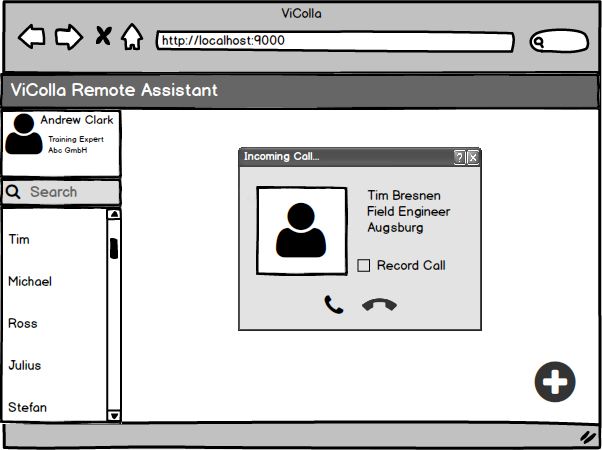 ViColla
http://localhost:9000
ViColla Remote Assistant
Andrew Clark
Training Expert
Abc GmbH
Search
Tim
Michael
Ross
Julius
Stefan
Incoming Call...
?
x
Tim Bresnen
Field Engineer
Augsburg
Record Call